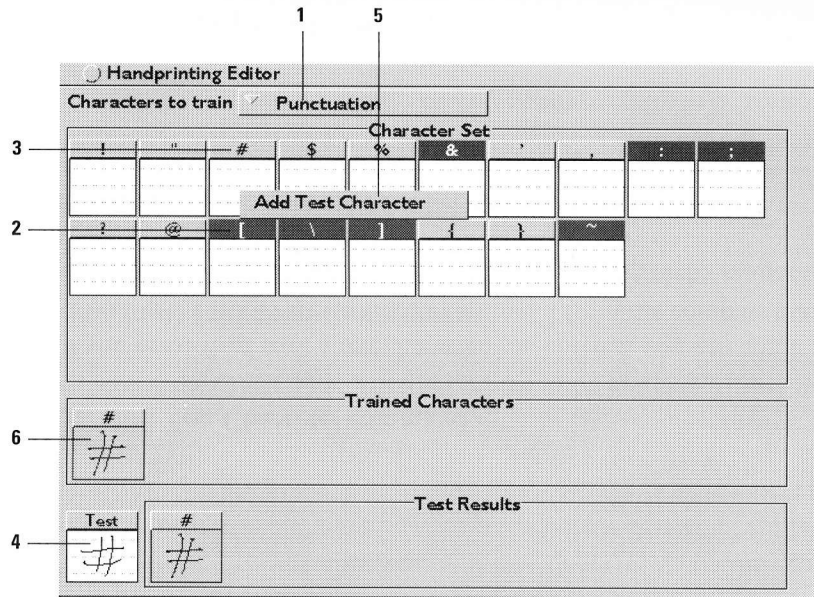 1 5
Handprinting Editor
Characters to train Punctuation
Character Set
3 ! " # $ % & ' , : ;
Add Test Character
2 ? @ [ \ ] { } ~
Trained Characters
#
6 #
Test Results
Test #
4 # #